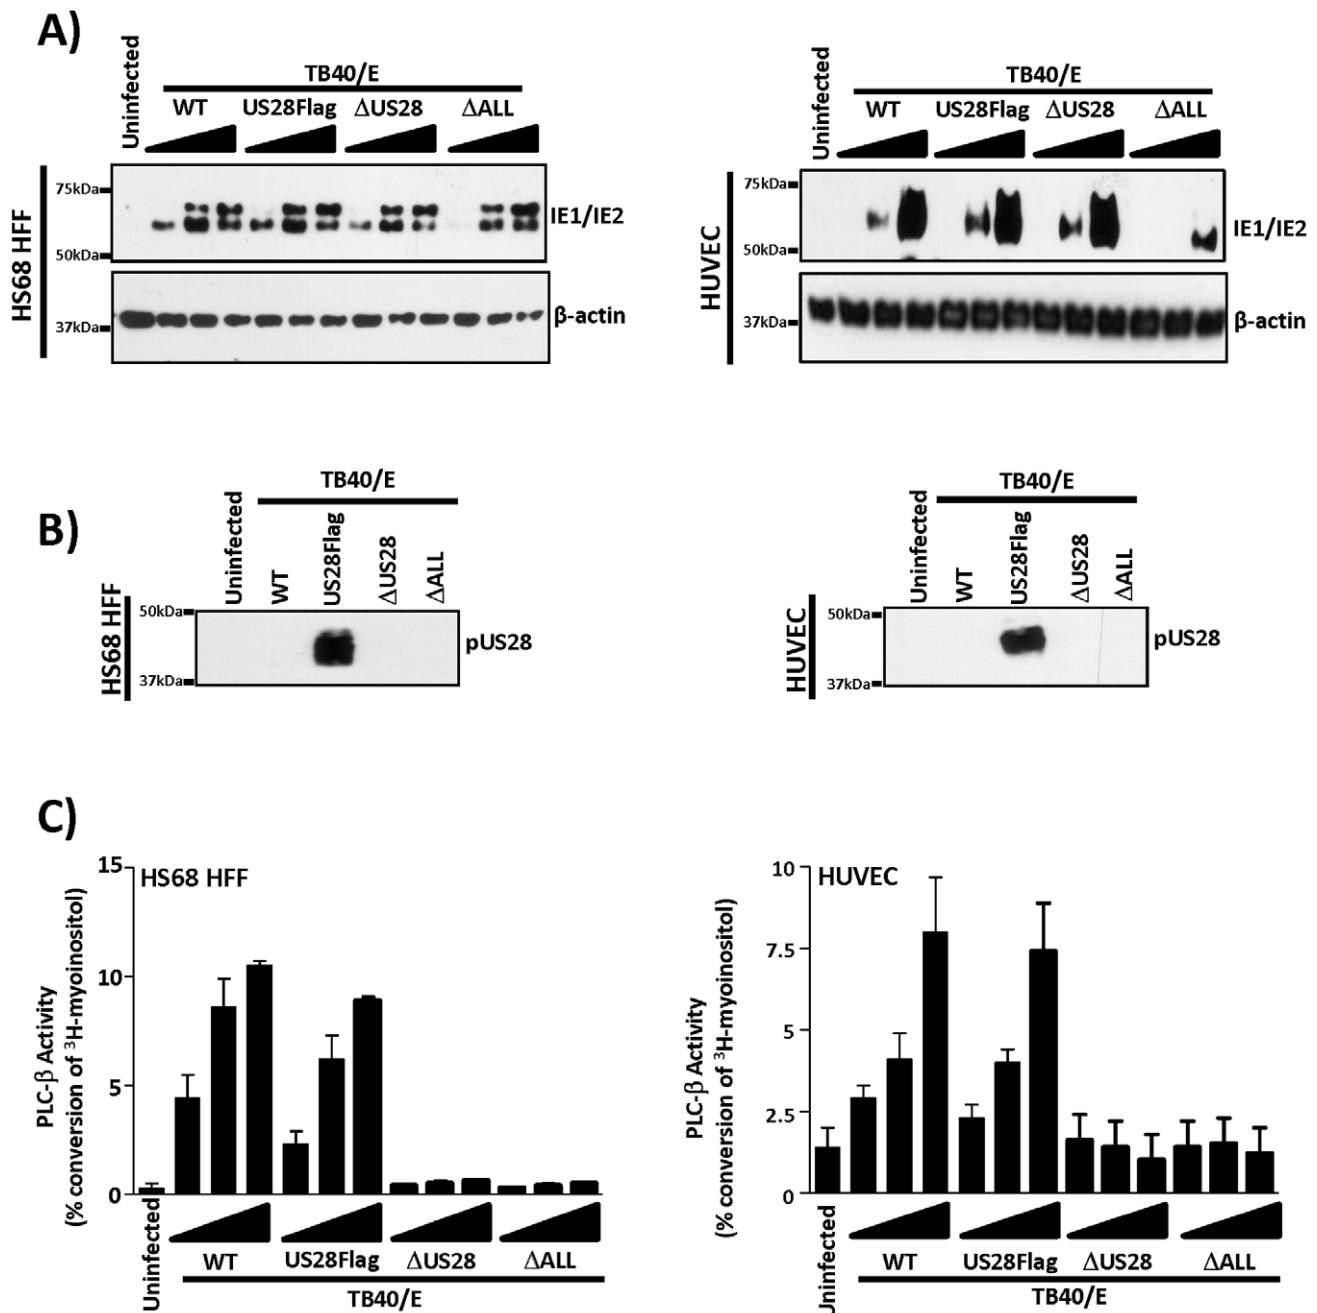 A)
Uninfected
TB40/E
WT US28Flag ΔUS28 ΔALL
HS68 HFF
75kDa
50kDa
IE1/IE2
37kDa
β-actin
Uninfected
TB40/E
WT US28Flag ΔUS28 ΔALL
HUVEC
75kDa
50kDa
IE1/IE2
37kDa
β-actin
B)
TB40/E
Uninfected
WT
US28Flag
ΔUS28
ΔALL
HS68 HFF
50kDa
37kDa
pUS28
TB40/E
Uninfected
WT
US28Flag
ΔUS28
ΔALL
HUVEC
50kDa
37kDa
pUS28
C)
HS68 HFF
PLC-β Activity
(% conversion of ³H-myoinositol)
15
10
5
0
Uninfected
WT US28Flag ΔUS28 ΔALL
TB40/E
HUVEC
PLC-β Activity
(% conversion of ³H-myoinositol)
10
7.5
5
2.5
0
Uninfected
WT US28Flag ΔUS28 ΔALL
TB40/E